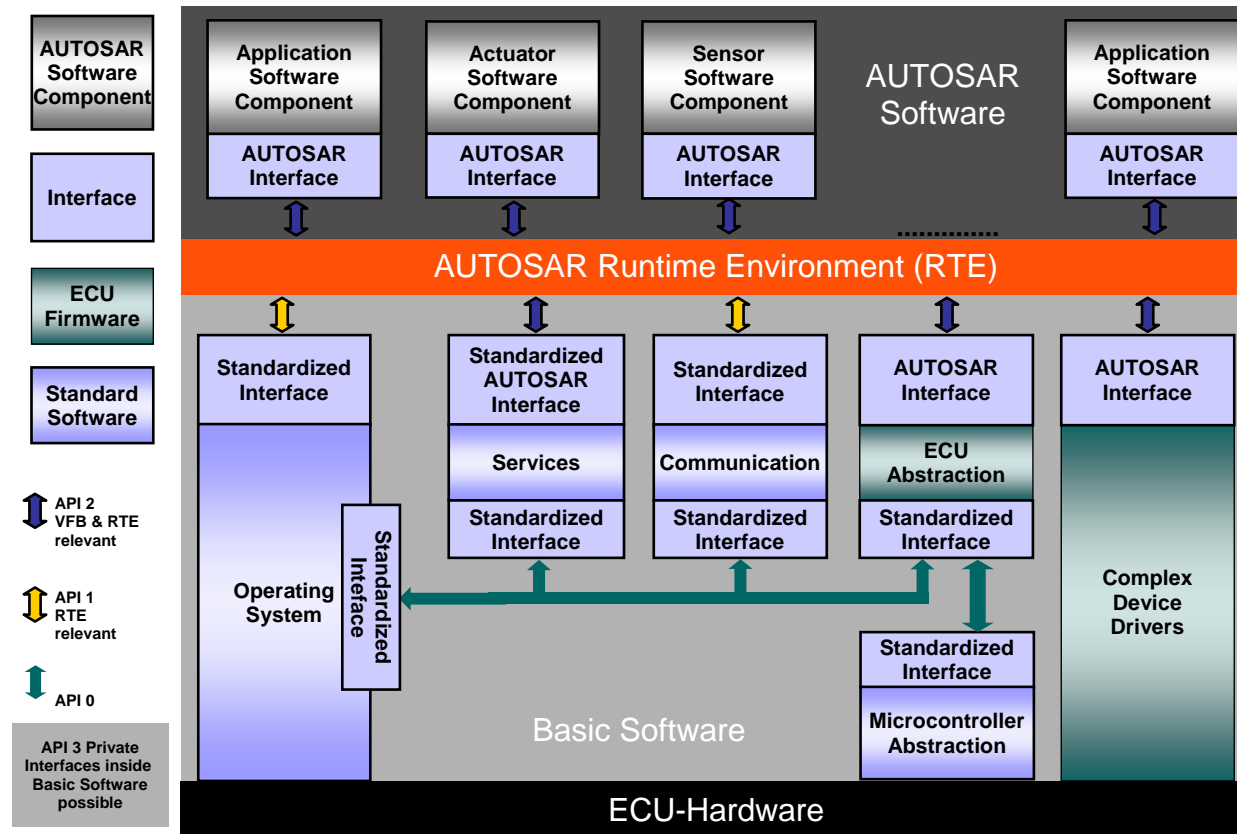 AUTOSAR
Software
Component
Interface
ECU
Firmware
Standard
Software
API 2
VFB & RTE
relevant
API 1
RTE
relevant
API 0
API 3 Private
Interfaces inside
Basic Software
possible
Application
Software
Component
AUTOSAR
Interface
Actuator
Software
Component
AUTOSAR
Interface
Sensor
Software
Component
AUTOSAR
Interface
AUTOSAR
Software
..............
Application
Software
Component
AUTOSAR
Interface
AUTOSAR Runtime Environment (RTE)
Standardized
Interface
Operating
System
Standardized
Inteface
Standardized
AUTOSAR
Interface
Services
Standardized
Interface
Standardized
Interface
Communication
Standardized
Interface
AUTOSAR
Interface
ECU
Abstraction
Standardized
Interface
Standardized
Interface
Microcontroller
Abstraction
AUTOSAR
Interface
Complex
Device
Drivers
Basic Software
ECU-Hardware